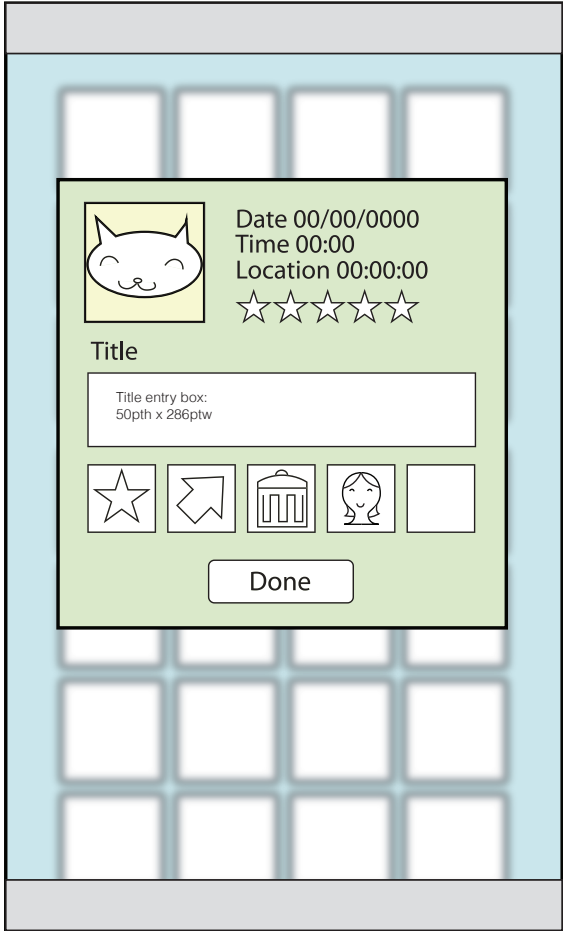 Date 00/00/0000
Time 00:00
Location 00:00:00
Title
Title entry box:
50pth x 286ptw
Done